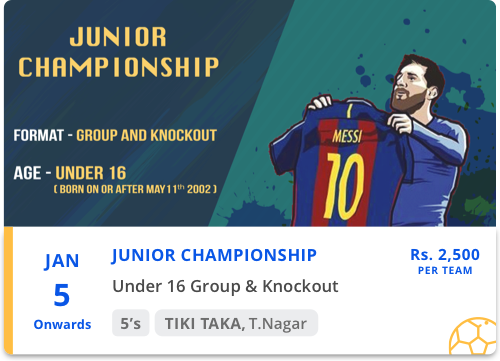 JUNIOR
CHAMPIONSHIP
FORMAT - GROUP AND KNOCKOUT
AGE - UNDER 16
( BORN ON OR AFTER MAY 11th 2002 )
MESSI
10
JAN
5
Onwards
JUNIOR CHAMPIONSHIP
Under 16 Group & Knockout
5's
TIKI TAKA, T.Nagar
Rs. 2,500
PER TEAM